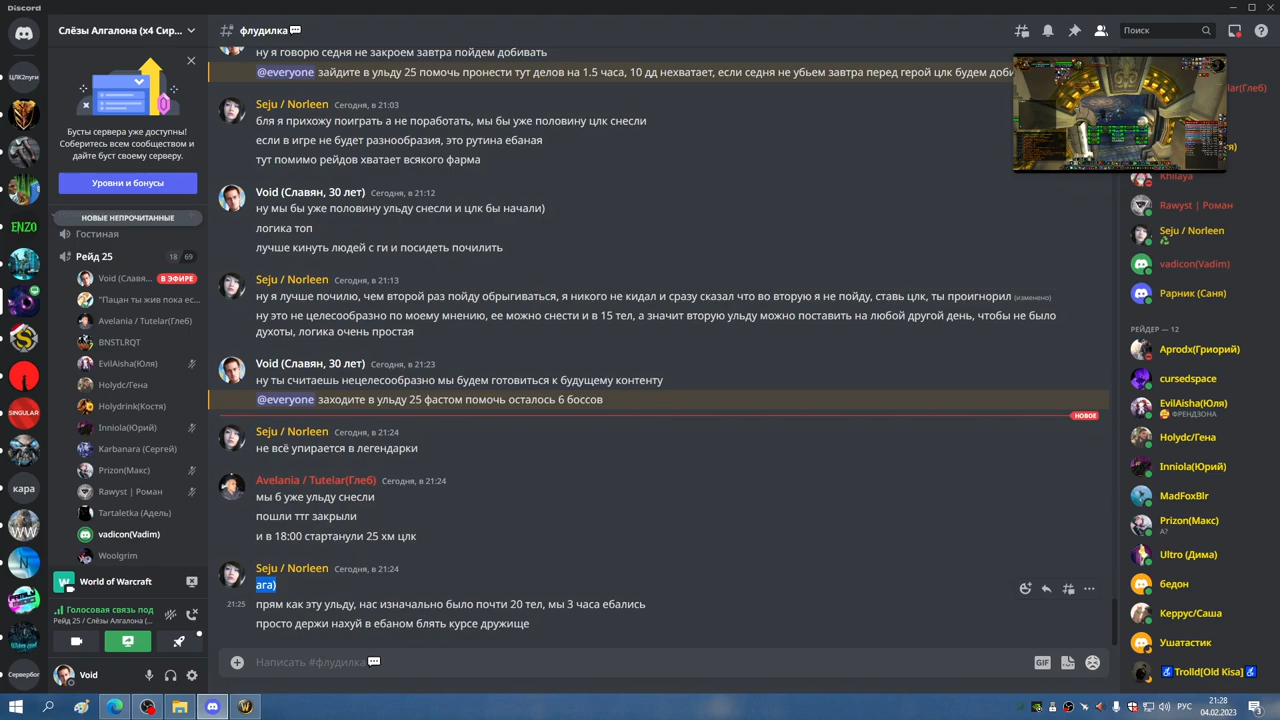 Discord
Слёзы Алгалона (x4 Сир...
флудилка
Поиск
Бусты сервера уже доступны!
Соберитесь всем сообществом и
дайте буст своему серверу.
Уровни и бонусы
НОВЫЕ НЕПРОЧИТАННЫЕ
Гостиная
Рейд 25 18 69
Void (Славя... В ЭФИРЕ
"Пацан ты жив пока ес...
Avelania / Tutelar(Глеб)
BNSTLRQT
EvilAisha(Юля)
Holydc/Гена
Holydrink(Костя)
Inniola(Юрий)
Karbanara (Сергей)
Prizon(Макс)
Rawyst | Роман
Tartaletka (Адель)
vadicon(Vadim)
Woolgrim
World of Warcraft
Голосовая связь под
Рейд 25 / Слёзы Алгалона (...
Void
ЦЛК2пуги
ENZO
SINGULAR
кара
WW
Сервербог
ну я говорю седня не закроем завтра пойдем добивать
@everyone зайдите в ульду 25 помочь пронести тут делов на 1.5 часа, 10 дд нехватает, если седня не убьем завтра перед герой цлк будем доби
Seju / Norleen Сегодня, в 21:03
бля я прихожу поиграть а не поработать, мы бы уже половину цлк снесли
если в игре не будет разнообразия, это рутина ебаная
тут помимо рейдов хватает всякого фарма
Void (Славян, 30 лет) Сегодня, в 21:12
ну мы бы уже половину ульду снесли и цлк бы начали)
логика топ
лучше кинуть людей с ги и посидеть почилить
Seju / Norleen Сегодня, в 21:13
ну я лучше почилю, чем второй раз пойду обрыгиваться, я никого не кидал и сразу сказал что во вторую я не пойду, ставь цлк, ты проигнорил (изменено)
ну это не целесообразно по моему мнению, ее можно снести и в 15 тел, а значит вторую ульду можно поставить на любой другой день, чтобы не было
духоты, логика очень простая
Void (Славян, 30 лет) Сегодня, в 21:23
ну ты считаешь нецелесообразно мы будем готовиться к будущему контенту
@everyone заходите в ульду 25 фастом помочь осталось 6 боссов
НОВОЕ
Seju / Norleen Сегодня, в 21:24
не всё упирается в легендарки
Avelania / Tutelar(Глеб) Сегодня, в 21:24
мы б уже ульду снесли
пошли ттг закрыли
и в 18:00 стартанули 25 хм цлк
Seju / Norleen Сегодня, в 21:24
ага)
21:25 прям как эту ульду, нас изначально было почти 20 тел, мы 3 часа ебались
просто держи нахуй в ебаном блять курсе дружище
Написать #флудилка
GIF
lar(Глеб)
Khilaya
Rawyst | Роман
Seju / Norleen
vadicon(Vadim)
Рарник (Саня)
РЕЙДЕР — 12
Aprodx(Гриорий)
cursedspace
EvilAisha(Юля)
ФРЕНДЗОНА
Holydc/Гена
Inniola(Юрий)
MadFoxBlr
Prizon(Макс)
А?
Ultro (Дима)
бедон
Керрус/Саша
Ушатастик
Trolld[Old Kisa]
РУС
21:28
04.02.2023
3